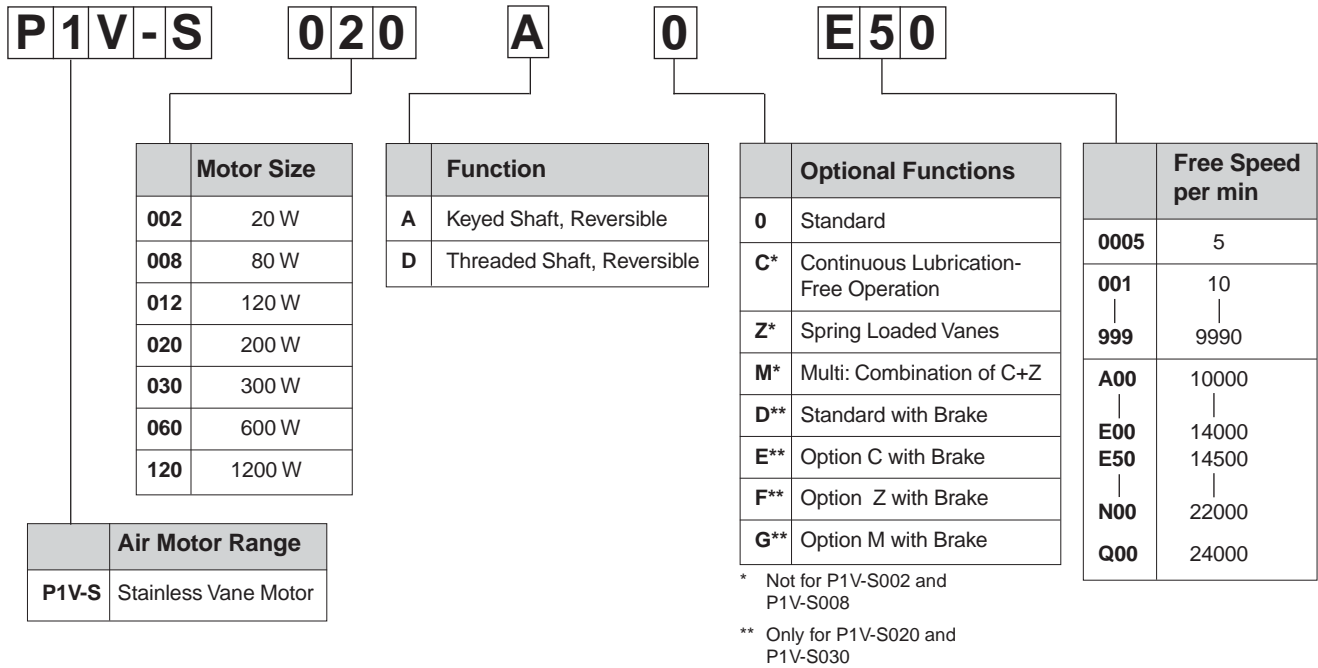 P1V-S 020 A 0 E50
Motor Size
002 20 W
008 80 W
012 120 W
020 200 W
030 300 W
060 600 W
120 1200 W
Air Motor Range
P1V-S Stainless Vane Motor
Function
A Keyed Shaft, Reversible
D Threaded Shaft, Reversible
Optional Functions
0 Standard
C* Continuous Lubrication-
Free Operation
Z* Spring Loaded Vanes
M* Multi: Combination of C+Z
D** Standard with Brake
E** Option C with Brake
F** Option Z with Brake
G** Option M with Brake
* Not for P1V-S002 and
P1V-S008
** Only for P1V-S020 and
P1V-S030
Free Speed
per min
0005 5
001 10
999 9990
A00 10000
E00 14000
E50 14500
N00 22000
Q00 24000